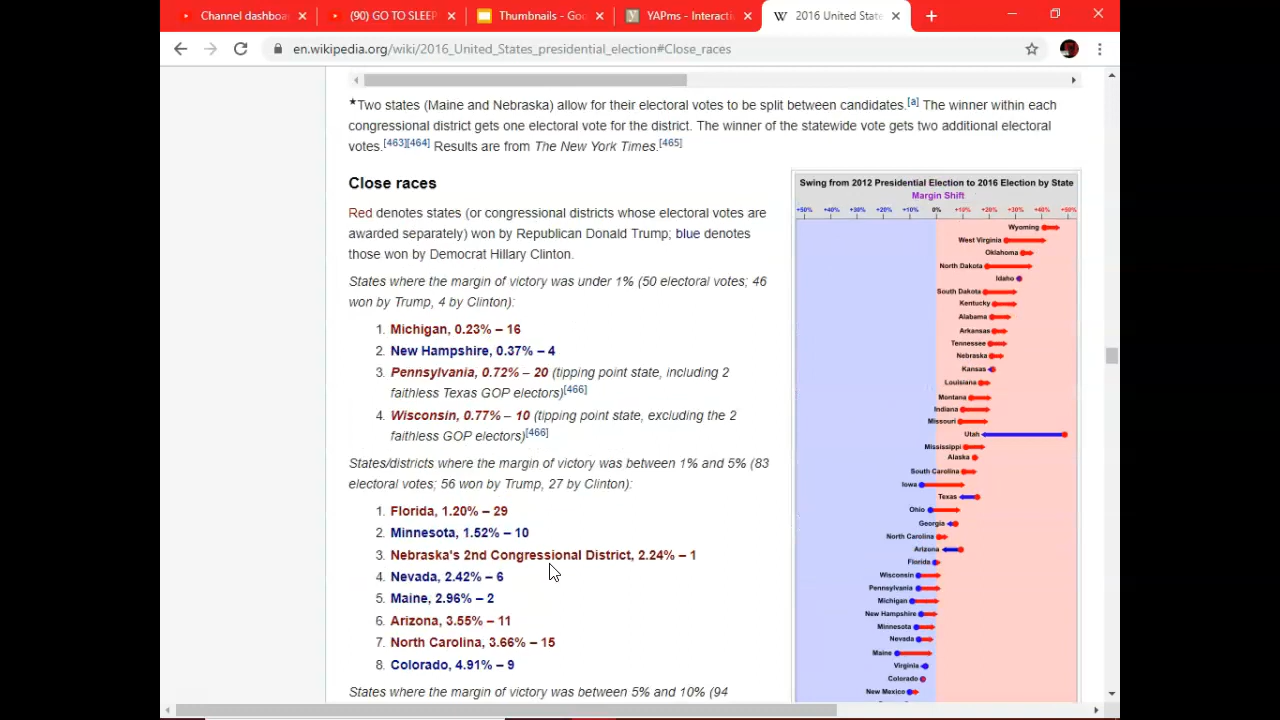 Channel dashboa
(90) GO TO SLEEP
Thumbnails - Goo
YAPms - Interacti
2016 United State
en.wikipedia.org/wiki/2016_United_States_presidential_election#Close_races
★Two states (Maine and Nebraska) allow for their electoral votes to be split between candidates.[a] The winner within each
congressional district gets one electoral vote for the district. The winner of the statewide vote gets two additional electoral
votes.[463][464] Results are from The New York Times.[465]
Close races
Red denotes states (or congressional districts whose electoral votes are
awarded separately) won by Republican Donald Trump; blue denotes
those won by Democrat Hillary Clinton.
States where the margin of victory was under 1% (50 electoral votes; 46
won by Trump, 4 by Clinton):
1. Michigan, 0.23% – 16
2. New Hampshire, 0.37% – 4
3. Pennsylvania, 0.72% – 20 (tipping point state, including 2
faithless Texas GOP electors)[466]
4. Wisconsin, 0.77% – 10 (tipping point state, excluding the 2
faithless GOP electors)[466]
States/districts where the margin of victory was between 1% and 5% (83
electoral votes; 56 won by Trump, 27 by Clinton):
1. Florida, 1.20% – 29
2. Minnesota, 1.52% – 10
3. Nebraska's 2nd Congressional District, 2.24% – 1
4. Nevada, 2.42% – 6
5. Maine, 2.96% – 2
6. Arizona, 3.55% – 11
7. North Carolina, 3.66% – 15
8. Colorado, 4.91% – 9
States where the margin of victory was between 5% and 10% (94
Swing from 2012 Presidential Election to 2016 Election by State
Margin Shift
+50% +40% +30% +20% +10% 0% +10% +20% +30% +40% +50%
Wyoming
West Virginia
Oklahoma
North Dakota
Idaho
South Dakota
Kentucky
Alabama
Arkansas
Tennessee
Nebraska
Kansas
Louisiana
Montana
Indiana
Missouri
Utah
Mississippi
Alaska
South Carolina
Iowa
Texas
Ohio
Georgia
North Carolina
Arizona
Florida
Wisconsin
Pennsylvania
Michigan
New Hampshire
Minnesota
Nevada
Maine
Virginia
Colorado
New Mexico